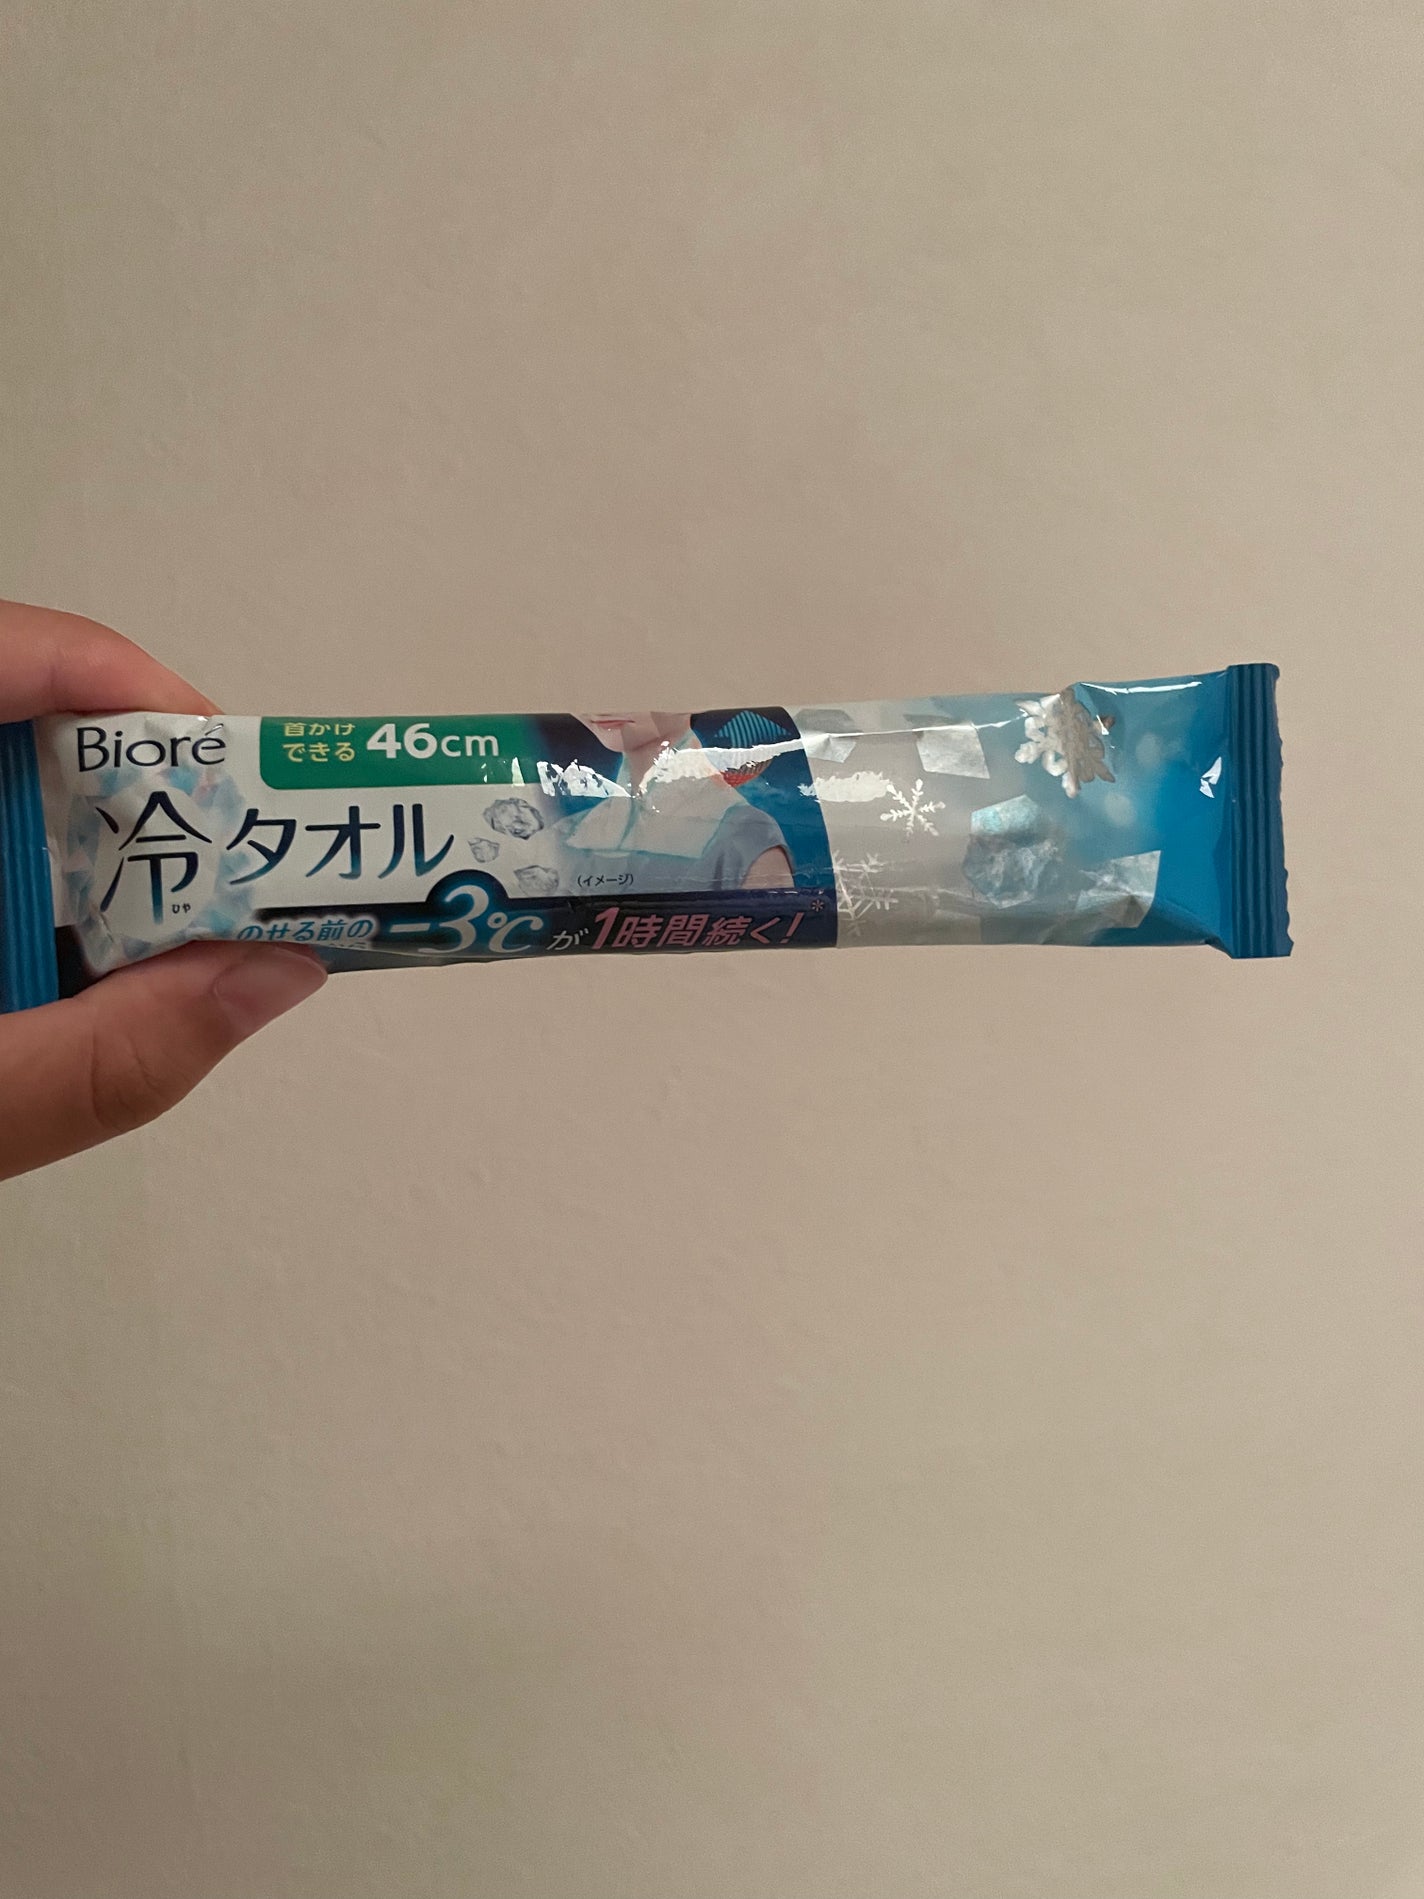 Bioré
首かけ
できる 46cm
冷タオル
ひや
(イメージ)
のせる前の
-3℃が1時間続く!*